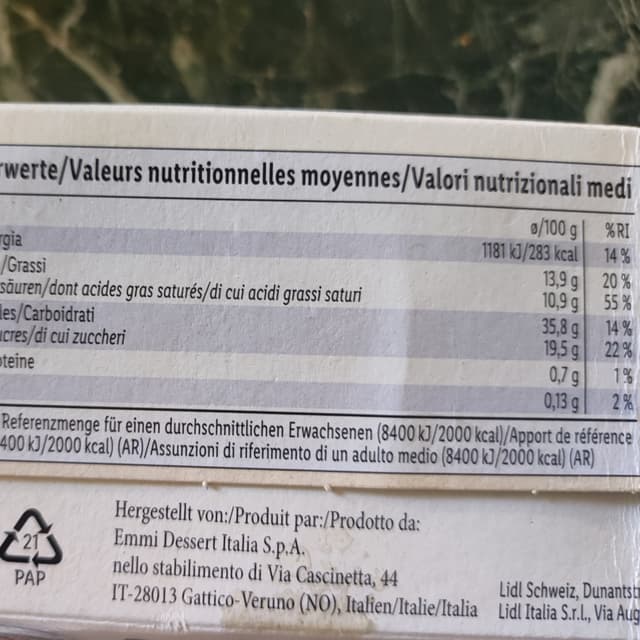 rwerte/Valeurs nutritionnelles moyennes/Valori nutrizionali medi
ø/100 g %RI
rgia 1181 kJ/283 kcal 14 %
/Grassi 13,9 g 20 %
säuren/dont acides gras saturés/di cui acidi grassi saturi 10,9 g 55 %
les/Carboidrati 35,8 g 14 %
ucres/di cui zuccheri 19,5 g 22 %
oteine 0,7 g 1 %
0,13 g 2 %
Referenzmenge für einen durchschnittlichen Erwachsenen (8400 kJ/2000 kcal)/Apport de référence
400 kJ/2000 kcal) (AR)/Assunzioni di riferimento di un adulto medio (8400 kJ/2000 kcal) (AR)
21
PAP
Hergestellt von:/Produit par:/Prodotto da:
Emmi Dessert Italia S.p.A.
nello stabilimento di Via Cascinetta, 44
IT-28013 Gattico-Veruno (NO), Italien/Italie/Italia
Lidl Schweiz, Dunantst
Lidl Italia S.r.l., Via Aug